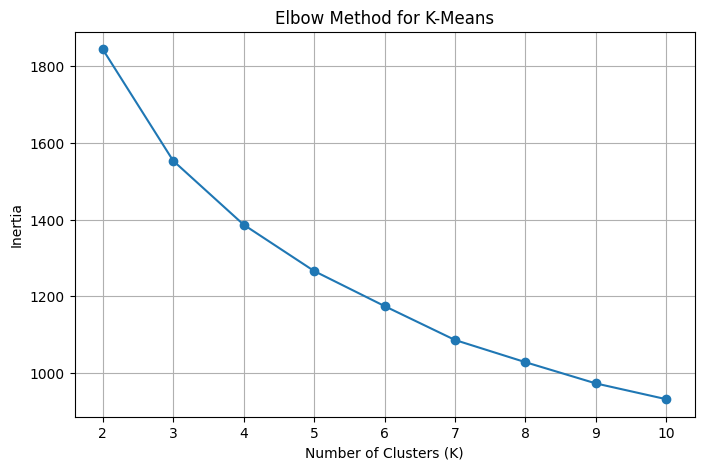 Elbow Method for K-Means
1800
1600
1400
1200
1000
Inertia
2 3 4 5 6 7 8 9 10
Number of Clusters (K)